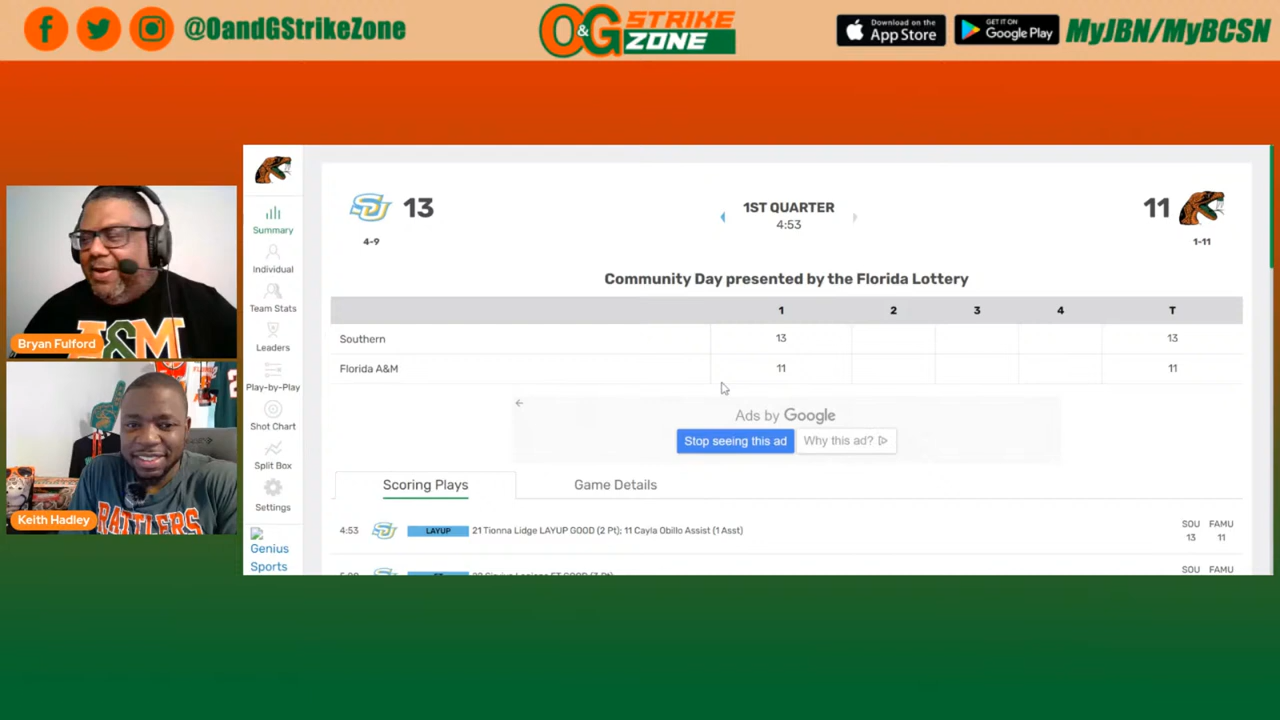 @OandGStrikeZone
O&G STRIKE ZONE
Download on the App Store
GET IT ON Google Play
MyJBN/MyBCSN
SU 13
4-9
1ST QUARTER
4:53
11
1-11
Summary
Individual
Team Stats
Leaders
Play-by-Play
Shot Chart
Split Box
Settings
Genius Sports
Community Day presented by the Florida Lottery
1 2 3 4 T
Southern 13 13
Florida A&M 11 11
Ads by Google
Stop seeing this ad
Why this ad?
Scoring Plays
Game Details
4:53 SU LAYUP 21 Tionna Lidge LAYUP GOOD (2 Pt); 11 Cayla Obillo Assist (1 Asst) SOU 13 FAMU 11
SOU FAMU
A&M
Bryan Fulford
RATTLERS
Keith Hadley